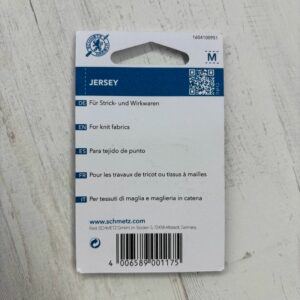 1604100951
M
JERSEY
DE Für Strick- und Wirkwaren
EN For knit fabrics
ES Para tejido de punto
FR Pour les travaux de tricot ou tissus à mailles
IT Per tessuti di maglia e maglieria in catena
www.schmetz.com
4 006589 001175